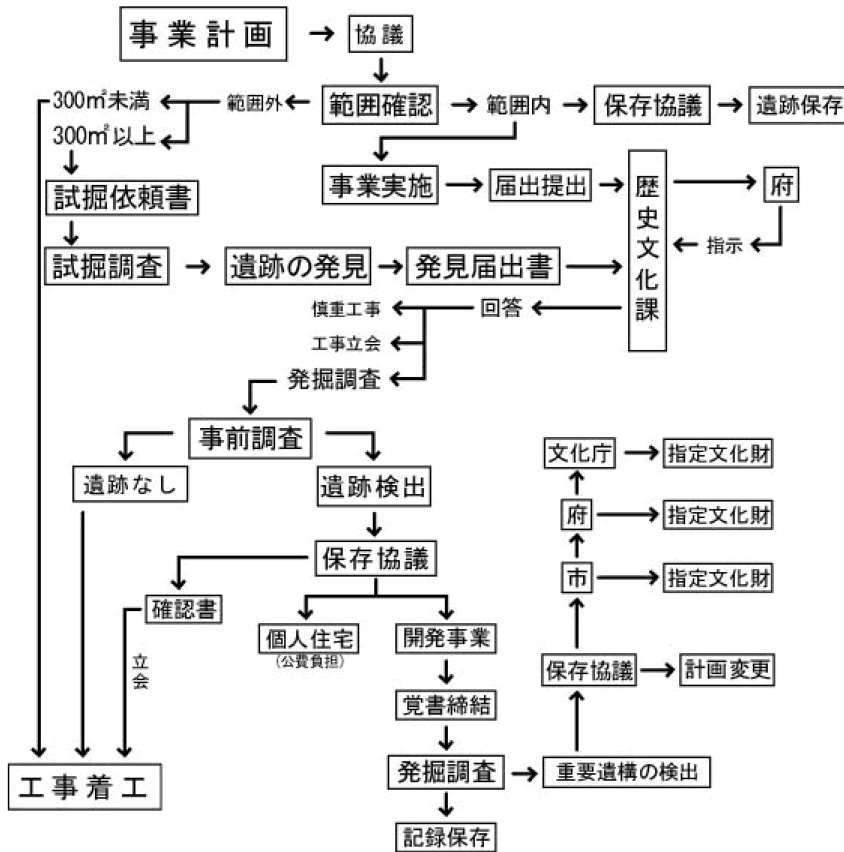 事業計画
協議
300㎡未満
範囲外
範囲確認
範囲内
保存協議
遺跡保存
300㎡以上
試掘依頼書
事業実施
届出提出
歴史文化課
府
指示
試掘調査
遺跡の発見
発見届出書
慎重工事
回答
工事立会
発掘調査
事前調査
遺跡なし
遺跡検出
文化庁
指定文化財
府
指定文化財
保存協議
市
指定文化財
確認書
個人住宅
(公費負担)
開発事業
立会
保存協議
計画変更
覚書締結
工事着工
発掘調査
重要遺構の検出
記録保存